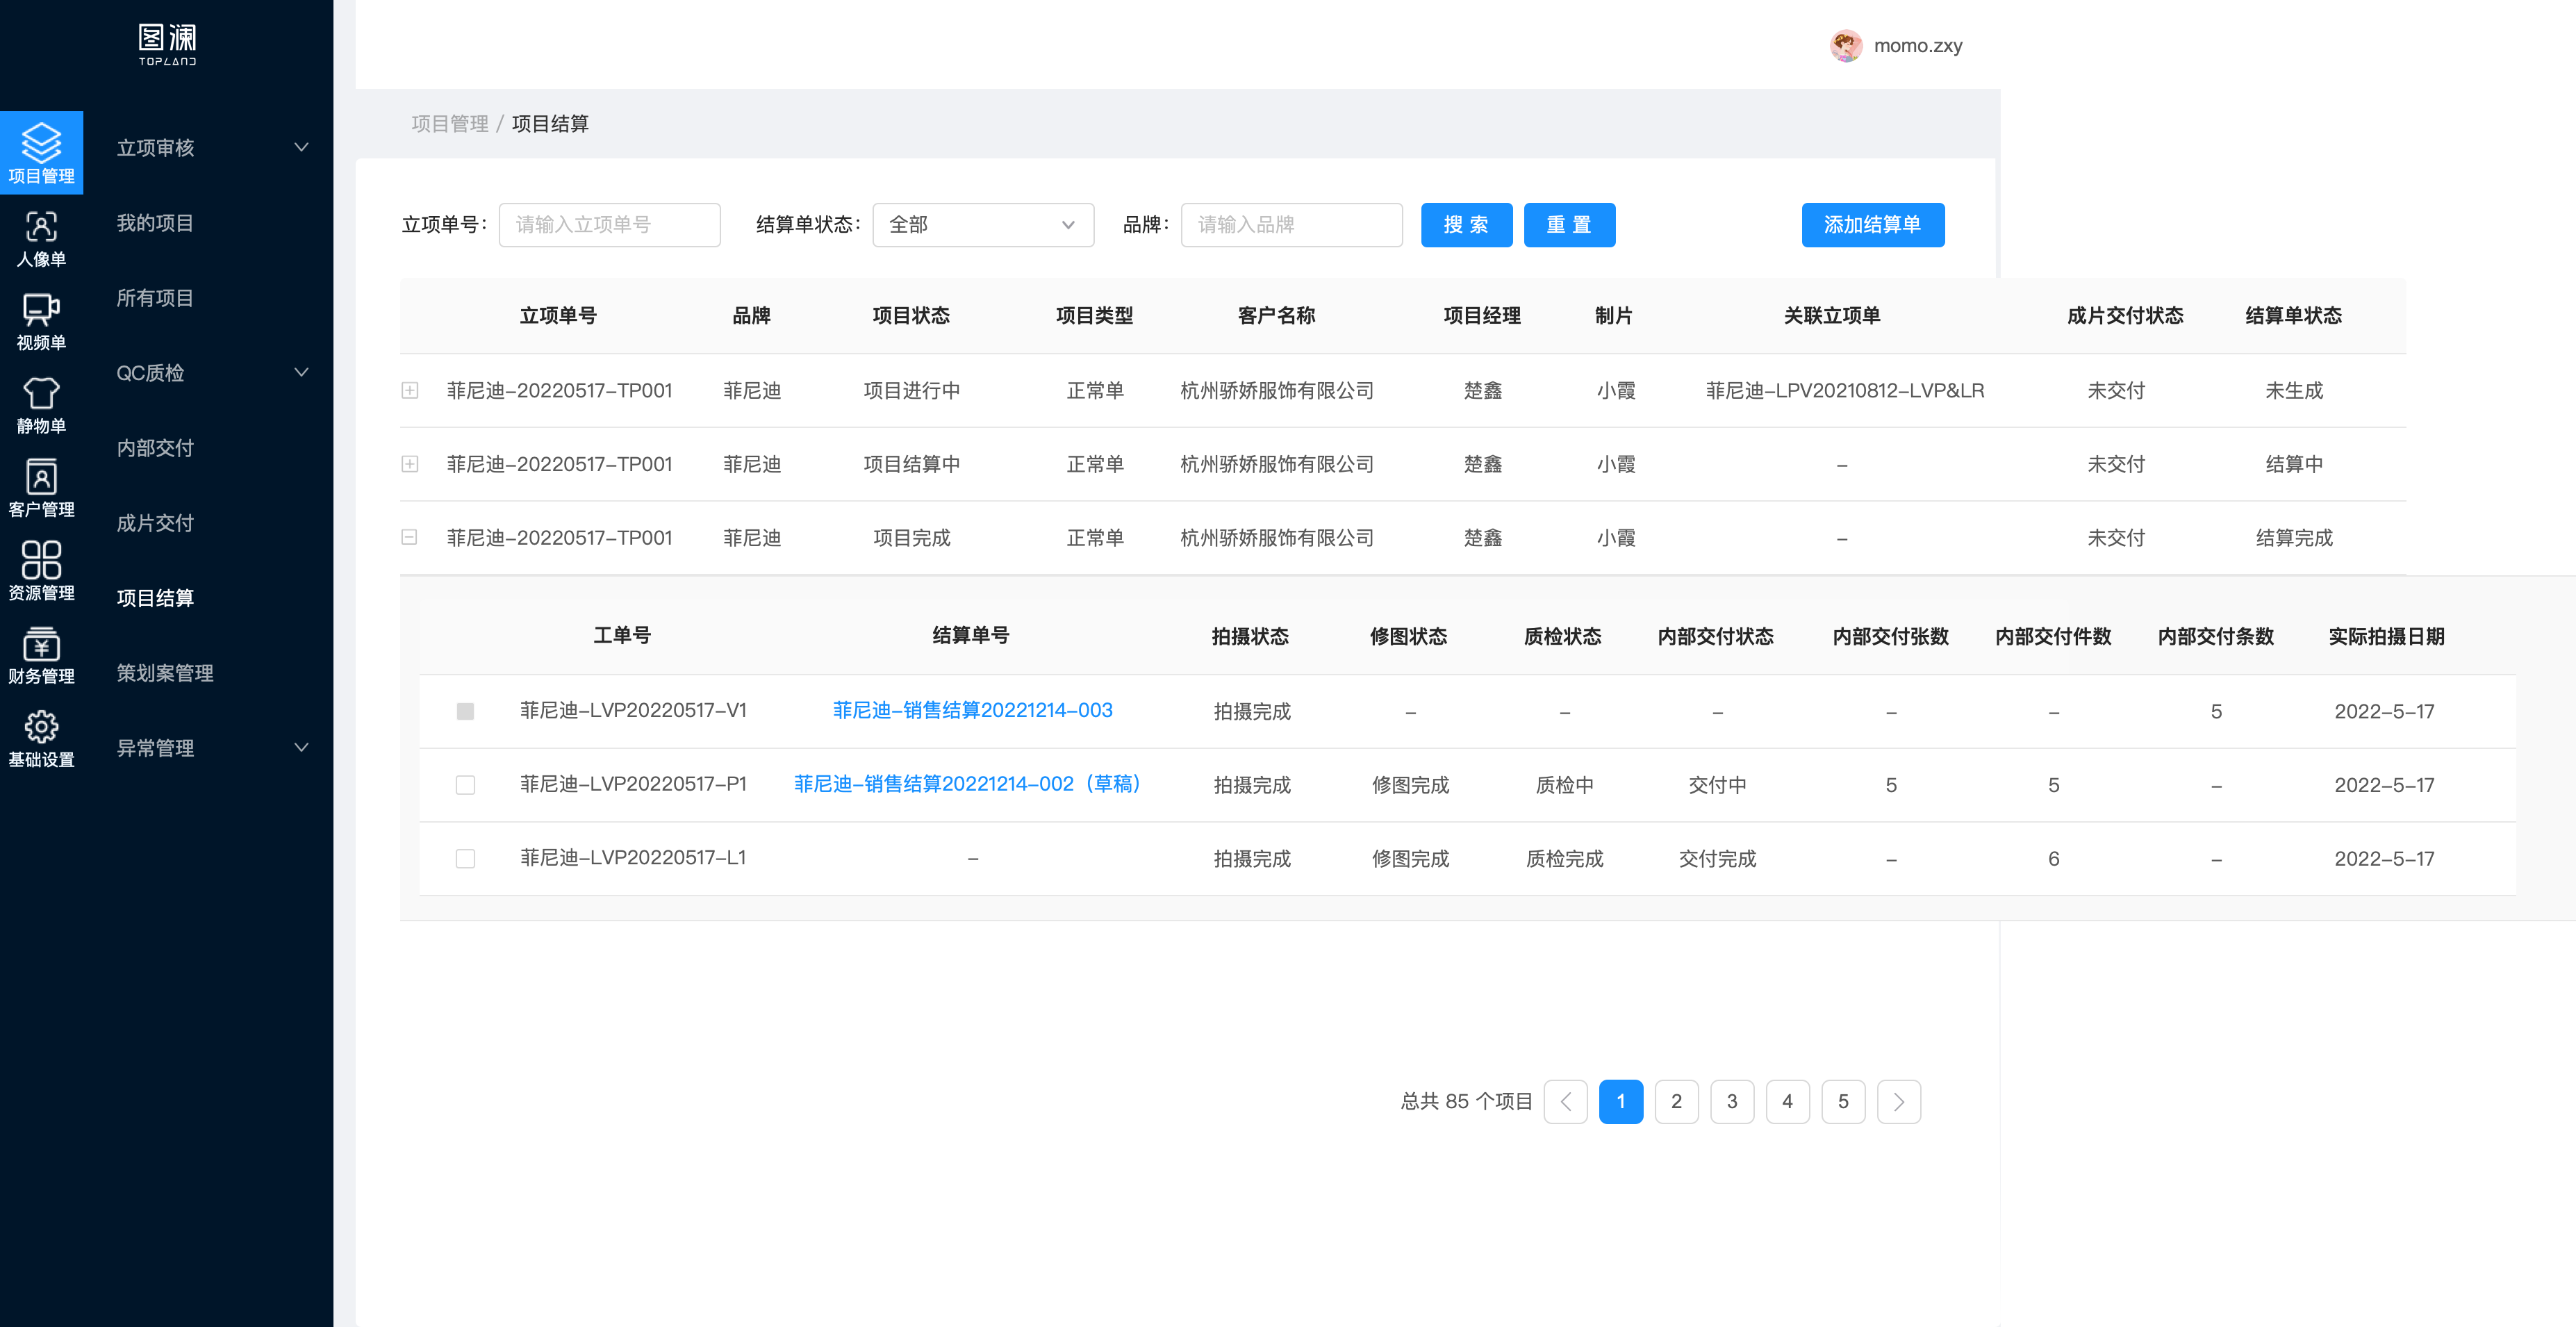 图澜
TOPLAND
momo.zxy
项目管理
人像单
视频单
静物单
客户管理
资源管理
财务管理
基础设置
立项审核
我的项目
所有项目
QC质检
内部交付
成片交付
项目结算
策划案管理
异常管理
项目管理 / 项目结算
立项单号： 请输入立项单号 结算单状态： 全部 品牌： 请输入品牌 搜 索 重 置 添加结算单
立项单号 品牌 项目状态 项目类型 客户名称 项目经理 制片 关联立项单 成片交付状态 结算单状态
菲尼迪-20220517-TP001 菲尼迪 项目进行中 正常单 杭州骄娇服饰有限公司 楚鑫 小霞 菲尼迪-LPV20210812-LVP&LR 未交付 未生成
菲尼迪-20220517-TP001 菲尼迪 项目结算中 正常单 杭州骄娇服饰有限公司 楚鑫 小霞 - 未交付 结算中
菲尼迪-20220517-TP001 菲尼迪 项目完成 正常单 杭州骄娇服饰有限公司 楚鑫 小霞 - 未交付 结算完成
工单号 结算单号 拍摄状态 修图状态 质检状态 内部交付状态 内部交付张数 内部交付件数 内部交付条数 实际拍摄日期
菲尼迪-LVP20220517-V1 菲尼迪-销售结算20221214-003 拍摄完成 - - - - - 5 2022-5-17
菲尼迪-LVP20220517-P1 菲尼迪-销售结算20221214-002（草稿） 拍摄完成 修图完成 质检中 交付中 5 5 - 2022-5-17
菲尼迪-LVP20220517-L1 - 拍摄完成 修图完成 质检完成 交付完成 - 6 - 2022-5-17
总共 85 个项目 1 2 3 4 5